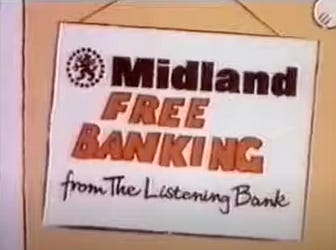 Midland
FREE
BANKING
from The Listening Bank